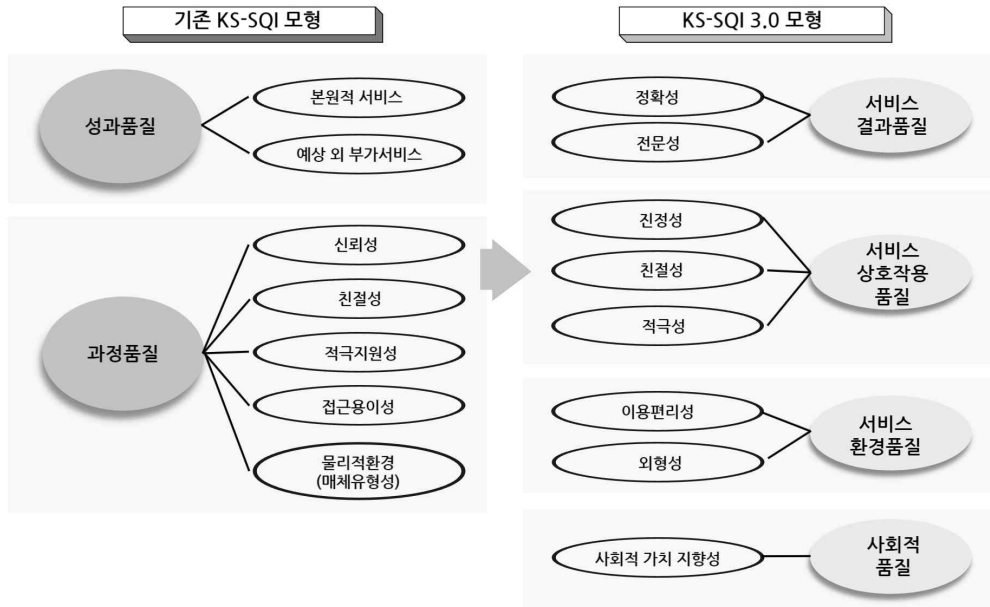 기존 KS-SQI 모형
성과품질
본원적 서비스
예상 외 부가서비스
과정품질
신뢰성
친절성
적극지원성
접근용이성
물리적환경
(매체유형성)
KS-SQI 3.0 모형
정확성
전문성
서비스
결과품질
진정성
친절성
적극성
서비스
상호작용
품질
이용편리성
외형성
서비스
환경품질
사회적 가치 지향성
사회적
품질